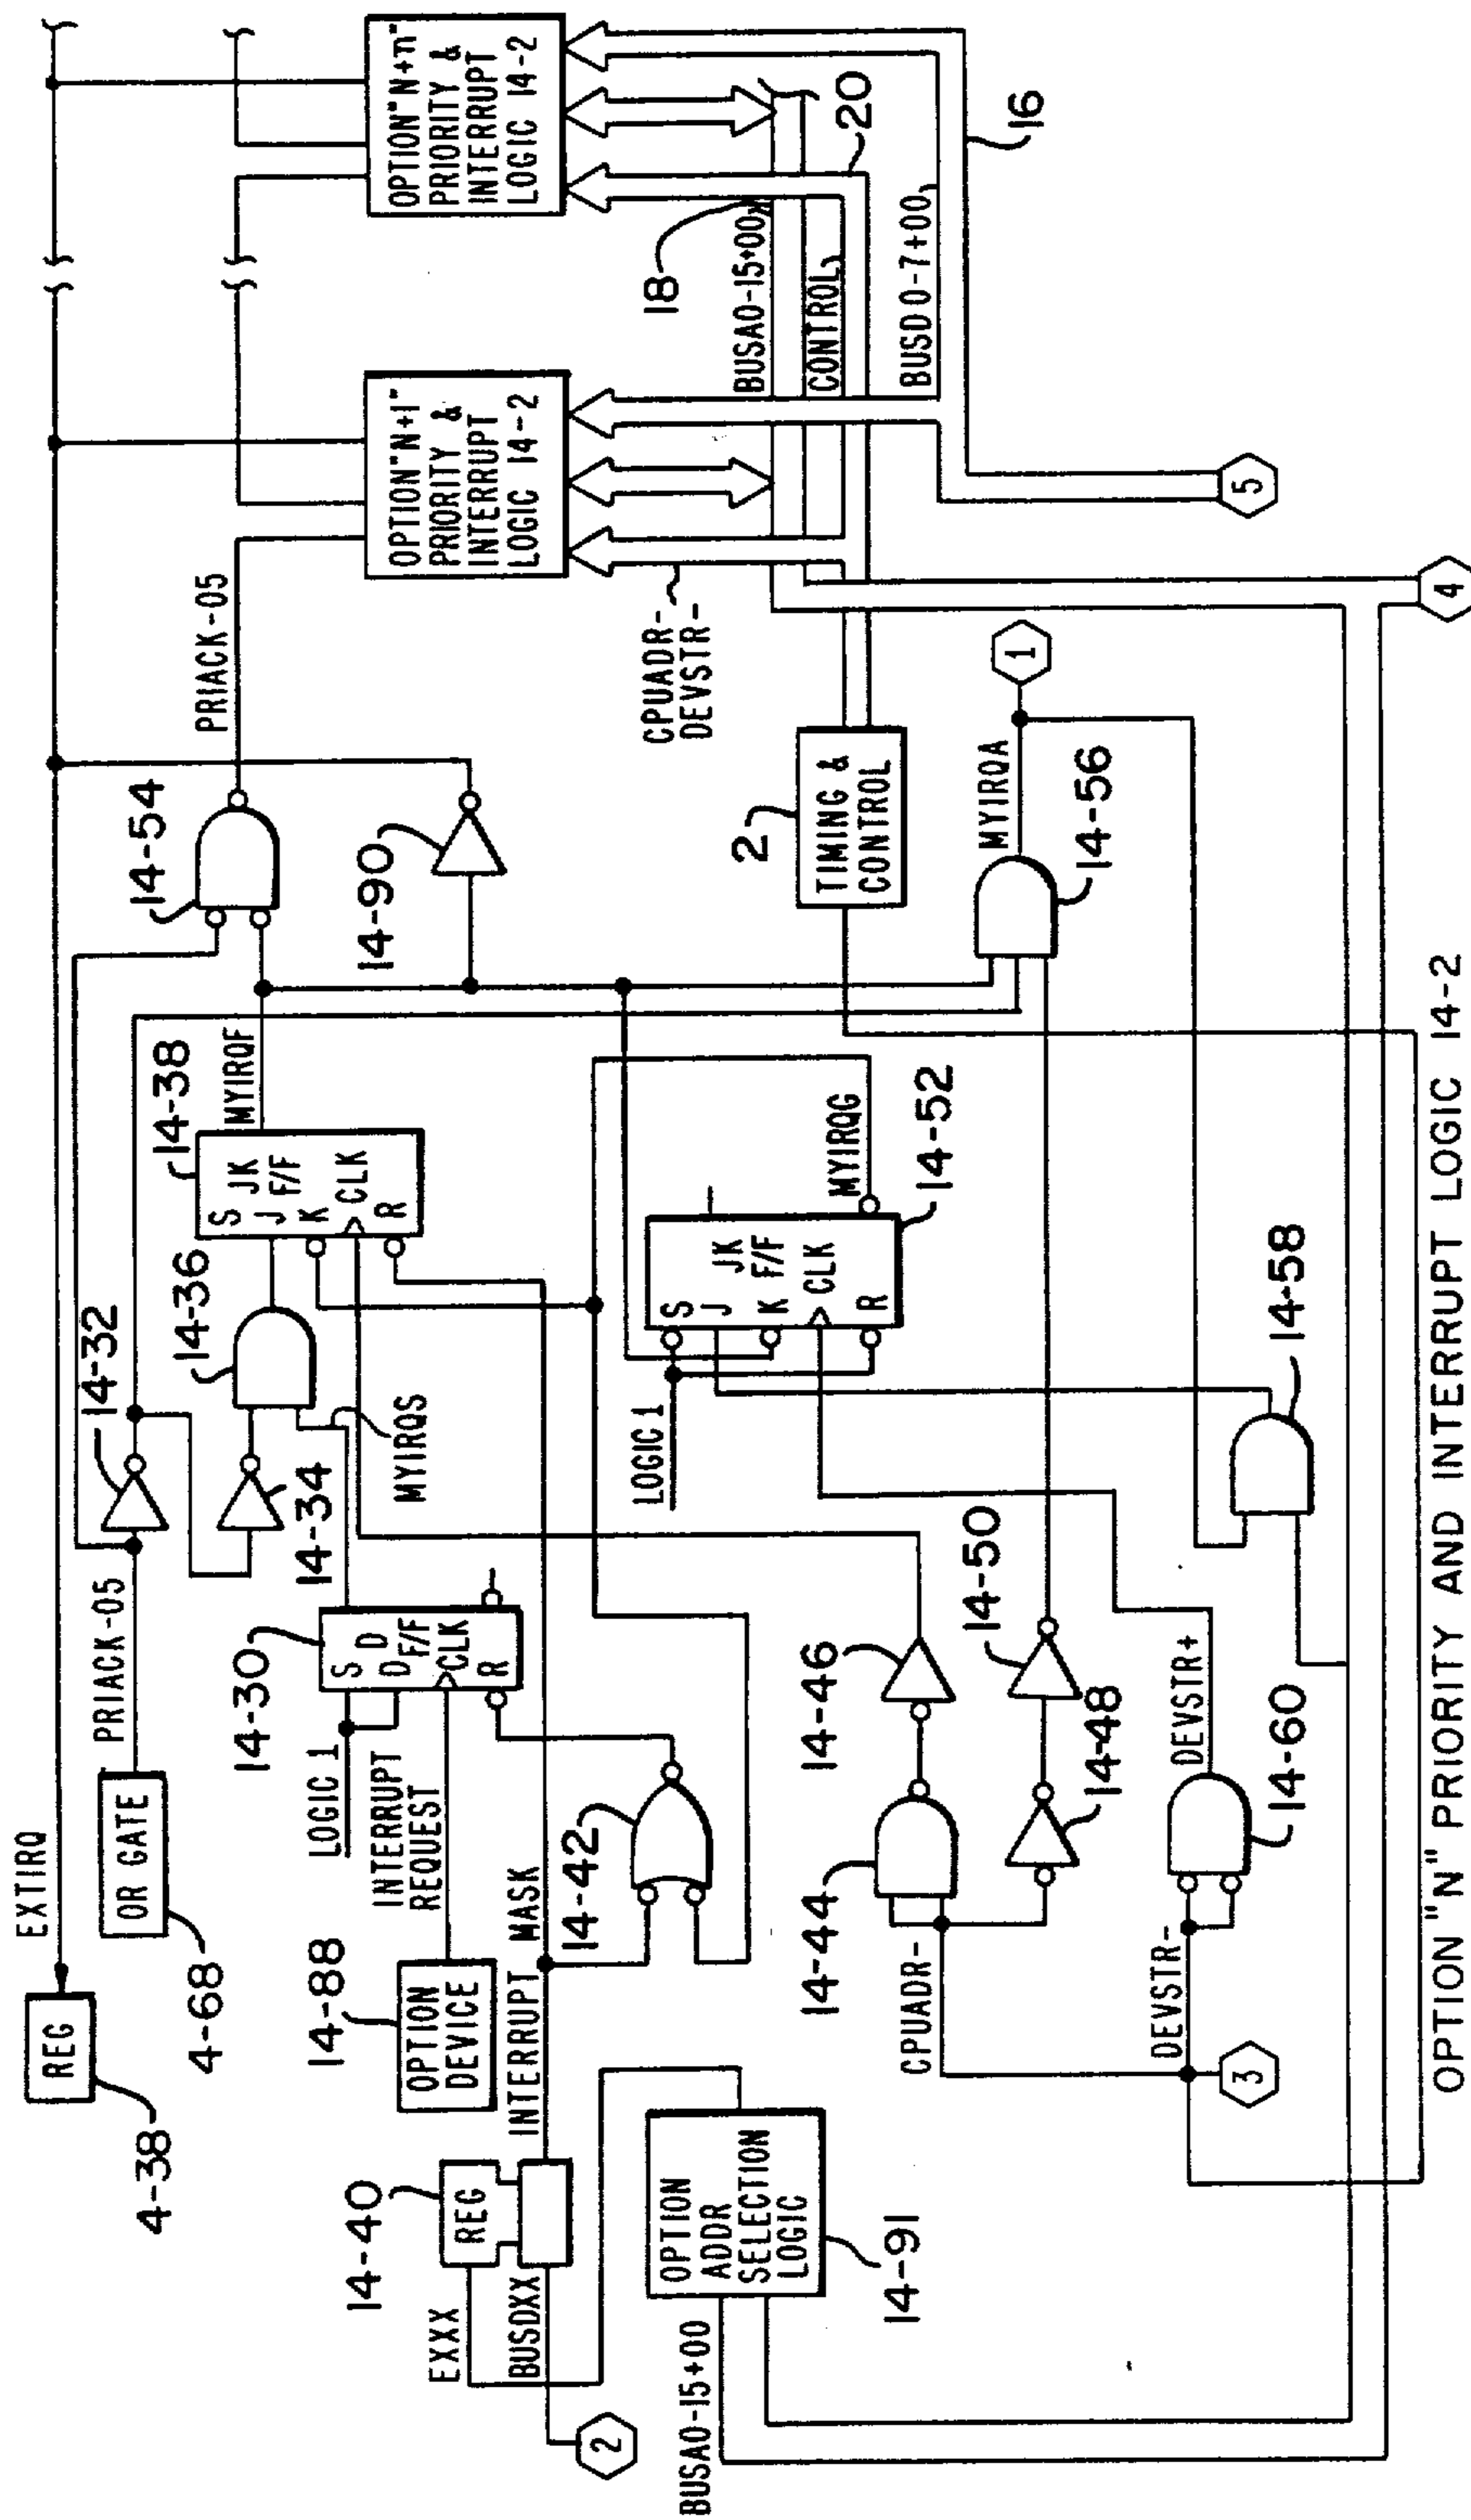 EXTIRQ
REG
4-38
PRIACK-05
OR GATE
4-68
14-32
14-34
14-36
MYIRQS
14-38
S JK
J F/F
K
CLK
R
MYIRQF
14-54
PRIACK-05
14-90
OPTION "N+1"
PRIORITY &
INTERRUPT
LOGIC 14-2
OPTION "N+n"
PRIORITY &
INTERRUPT
LOGIC 14-2
14-30
LOGIC 1
S D
D F/F
CLK
R
INTERRUPT
REQUEST
14-88
OPTION
DEVICE
INTERRUPT MASK
14-40
REG
EXXX
BUSDXX
2
14-42
LOGIC 1
S
J JK
K F/F
CLK
R
MYIRQG
14-52
CPUADR-
DEVSTR-
18
BUSA0-15+00
CONTROL
20
BUSD0-7+00
16
2
TIMING &
CONTROL
OPTION
ADDR
SELECTION
LOGIC
14-91
BUSA0-15+00
CPUADR-
14-44
14-46
14-48
14-50
MYIRQA
14-56
1
DEVSTR-
3
DEVSTR+
14-60
14-58
5
4
OPTION "N" PRIORITY AND INTERRUPT LOGIC 14-2